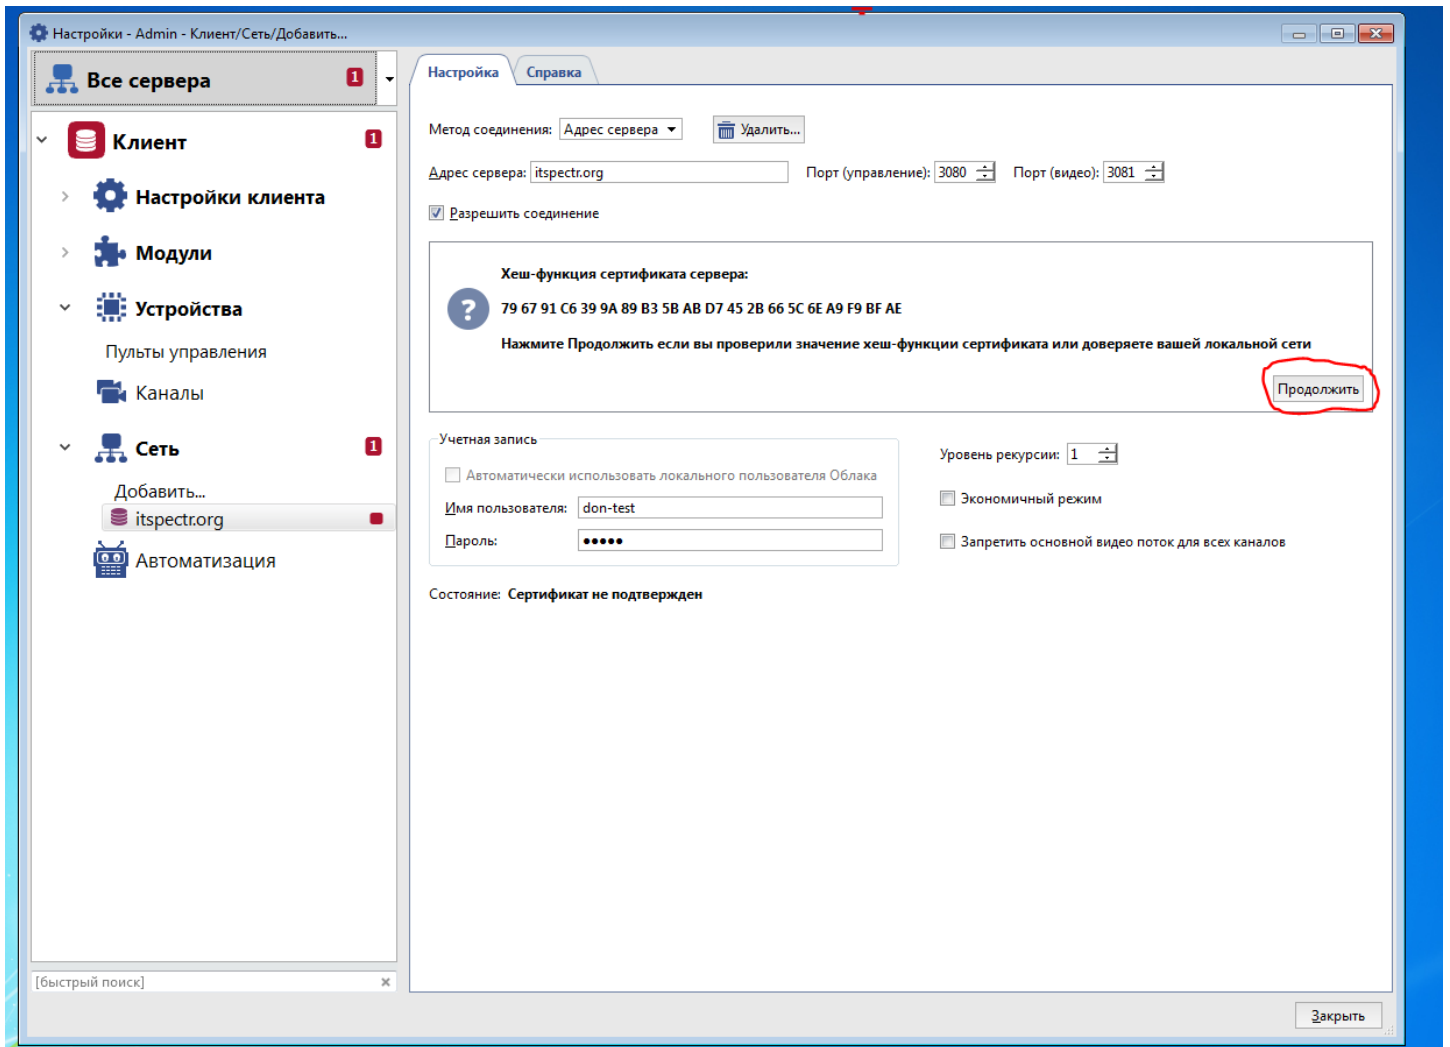 Настройки - Admin - Клиент/Сеть/Добавить...
Все сервера 1
Клиент 1
Настройки клиента
Модули
Устройства
Пульты управления
Каналы
Сеть 1
Добавить...
itspectr.org
Автоматизация
[быстрый поиск]
Настройка Справка
Метод соединения: Адрес сервера Удалить...
Адрес сервера: itspectr.org Порт (управление): 3080 Порт (видео): 3081
Разрешить соединение
Хеш-функция сертификата сервера:
79 67 91 C6 39 9A 89 B3 5B AB D7 45 2B 66 5C 6E A9 F9 BF AE
Нажмите Продолжить если вы проверили значение хеш-функции сертификата или доверяете вашей локальной сети
Продолжить
Учетная запись
Автоматически использовать локального пользователя Облака
Имя пользователя: don-test
Пароль: •••••
Уровень рекурсии: 1
Экономичный режим
Запретить основной видео поток для всех каналов
Состояние: Сертификат не подтвержден
Закрыть